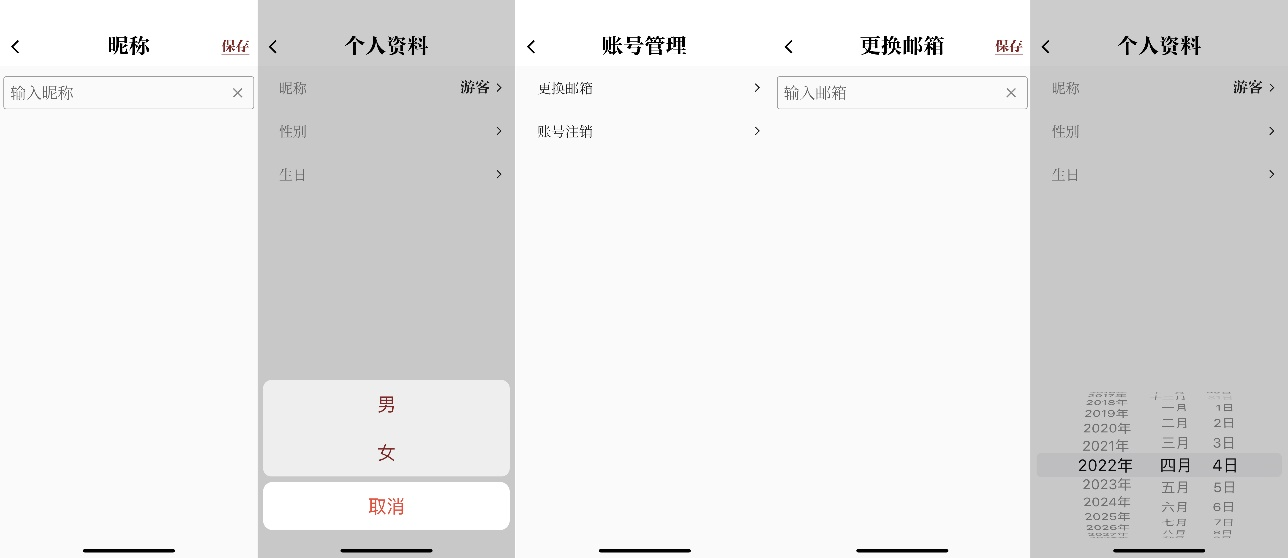 昵称
保存
输入昵称
个人资料
昵称
游客
性别
生日
男
女
取消
账号管理
更换邮箱
账号注销
更换邮箱
保存
输入邮箱
个人资料
昵称
游客
性别
生日
2018年
2019年 一月 1日
2020年 二月 2日
2021年 三月 3日
2022年 四月 4日
2023年 五月 5日
2024年 六月 6日
2025年 七月 7日
2026年 八月 8日